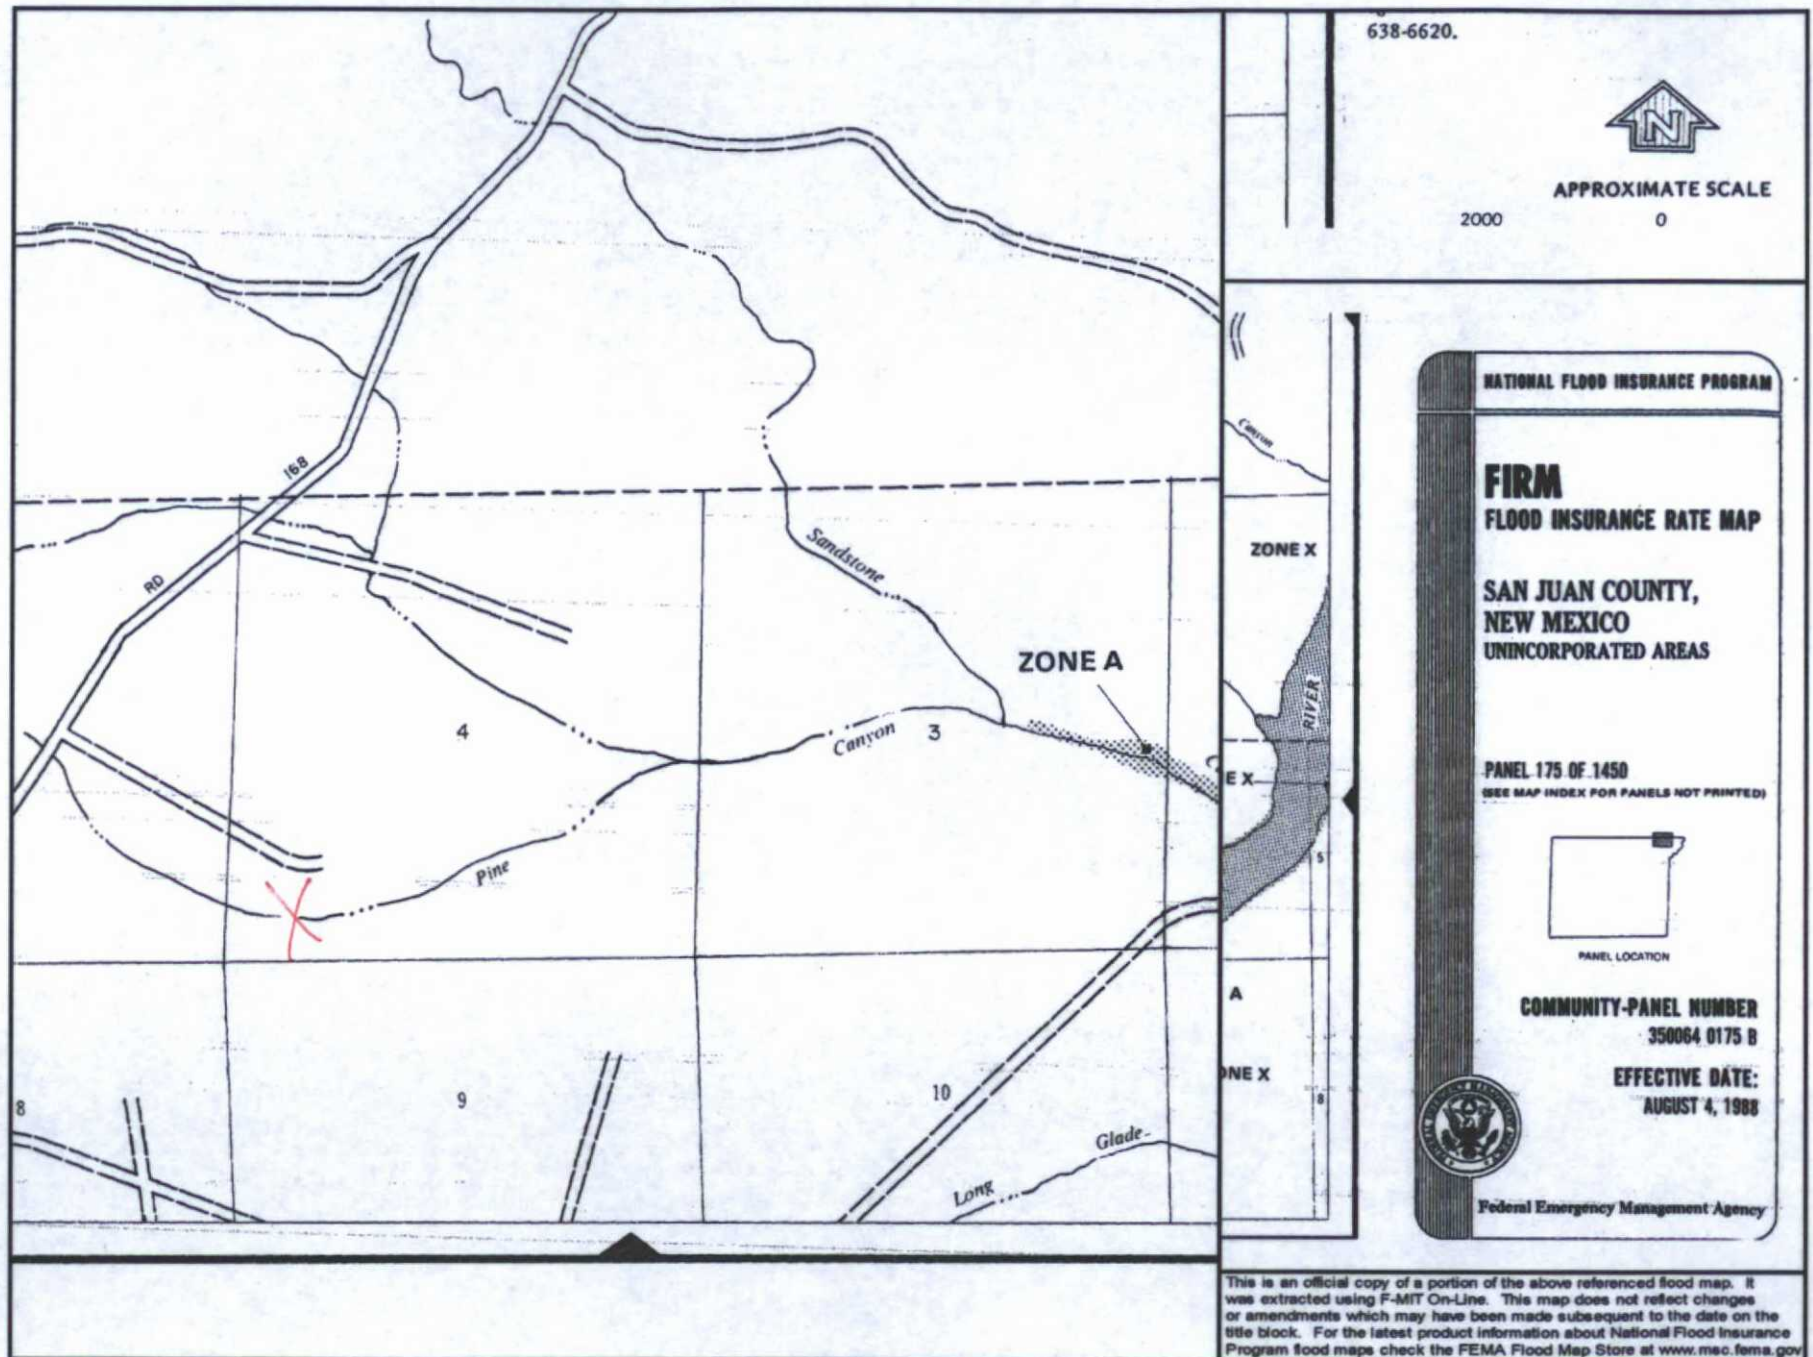 638-6620.
N
APPROXIMATE SCALE
2000 0
NATIONAL FLOOD INSURANCE PROGRAM
FIRM
FLOOD INSURANCE RATE MAP
SAN JUAN COUNTY,
NEW MEXICO
UNINCORPORATED AREAS
PANEL 175 OF 1450
(SEE MAP INDEX FOR PANELS NOT PRINTED)
PANEL LOCATION
COMMUNITY-PANEL NUMBER
350064 0175 B
EFFECTIVE DATE:
AUGUST 4, 1988
Federal Emergency Management Agency
This is an official copy of a portion of the above referenced flood map. It
was extracted using F-MIT On-Line. This map does not reflect changes
or amendments which may have been made subsequent to the date on the
title block. For the latest product information about National Flood Insurance
Program flood maps check the FEMA Flood Map Store at www.msc.fema.gov
168
RD
Sandstone
ZONE A
4
Canyon
3
Pine
8
9
10
Long
Glade
Canyon
ZONE X
RIVER
E X
5
A
ONE X
8
X